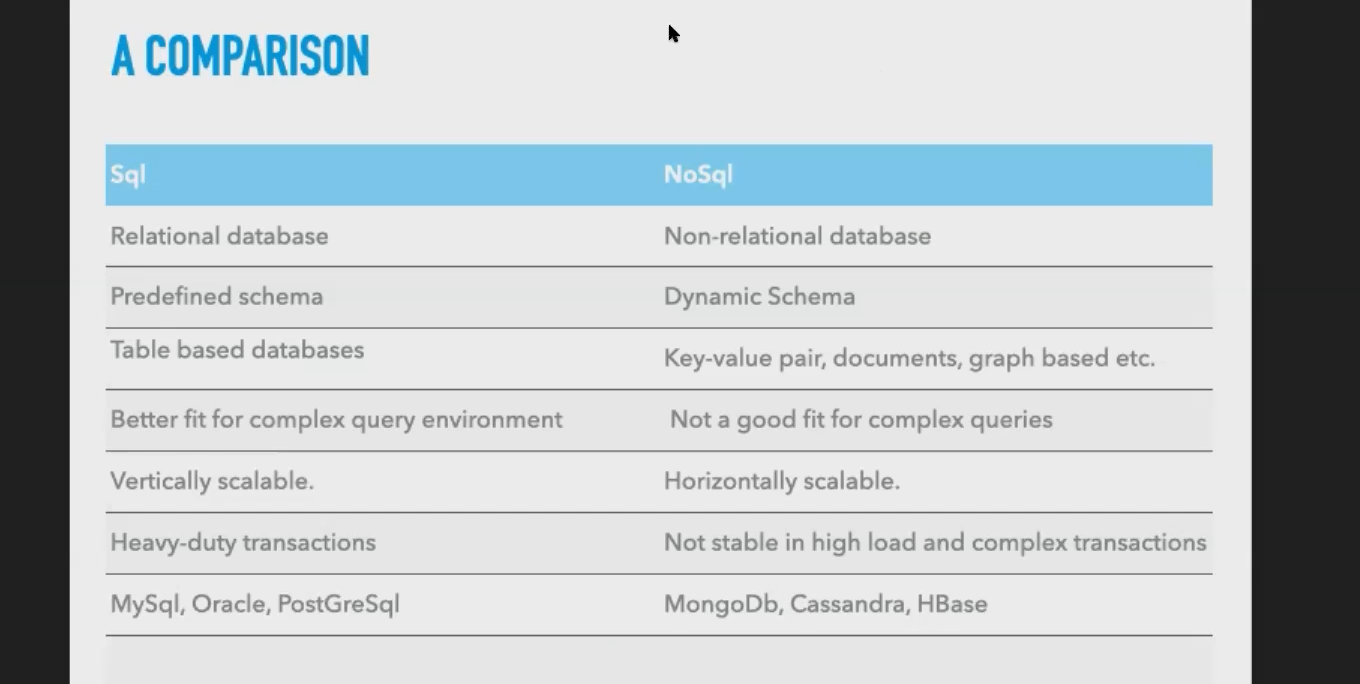 A COMPARISON
Sql NoSql
Relational database Non-relational database
Predefined schema Dynamic Schema
Table based databases Key-value pair, documents, graph based etc.
Better fit for complex query environment Not a good fit for complex queries
Vertically scalable. Horizontally scalable.
Heavy-duty transactions Not stable in high load and complex transactions
MySql, Oracle, PostGreSql MongoDb, Cassandra, HBase